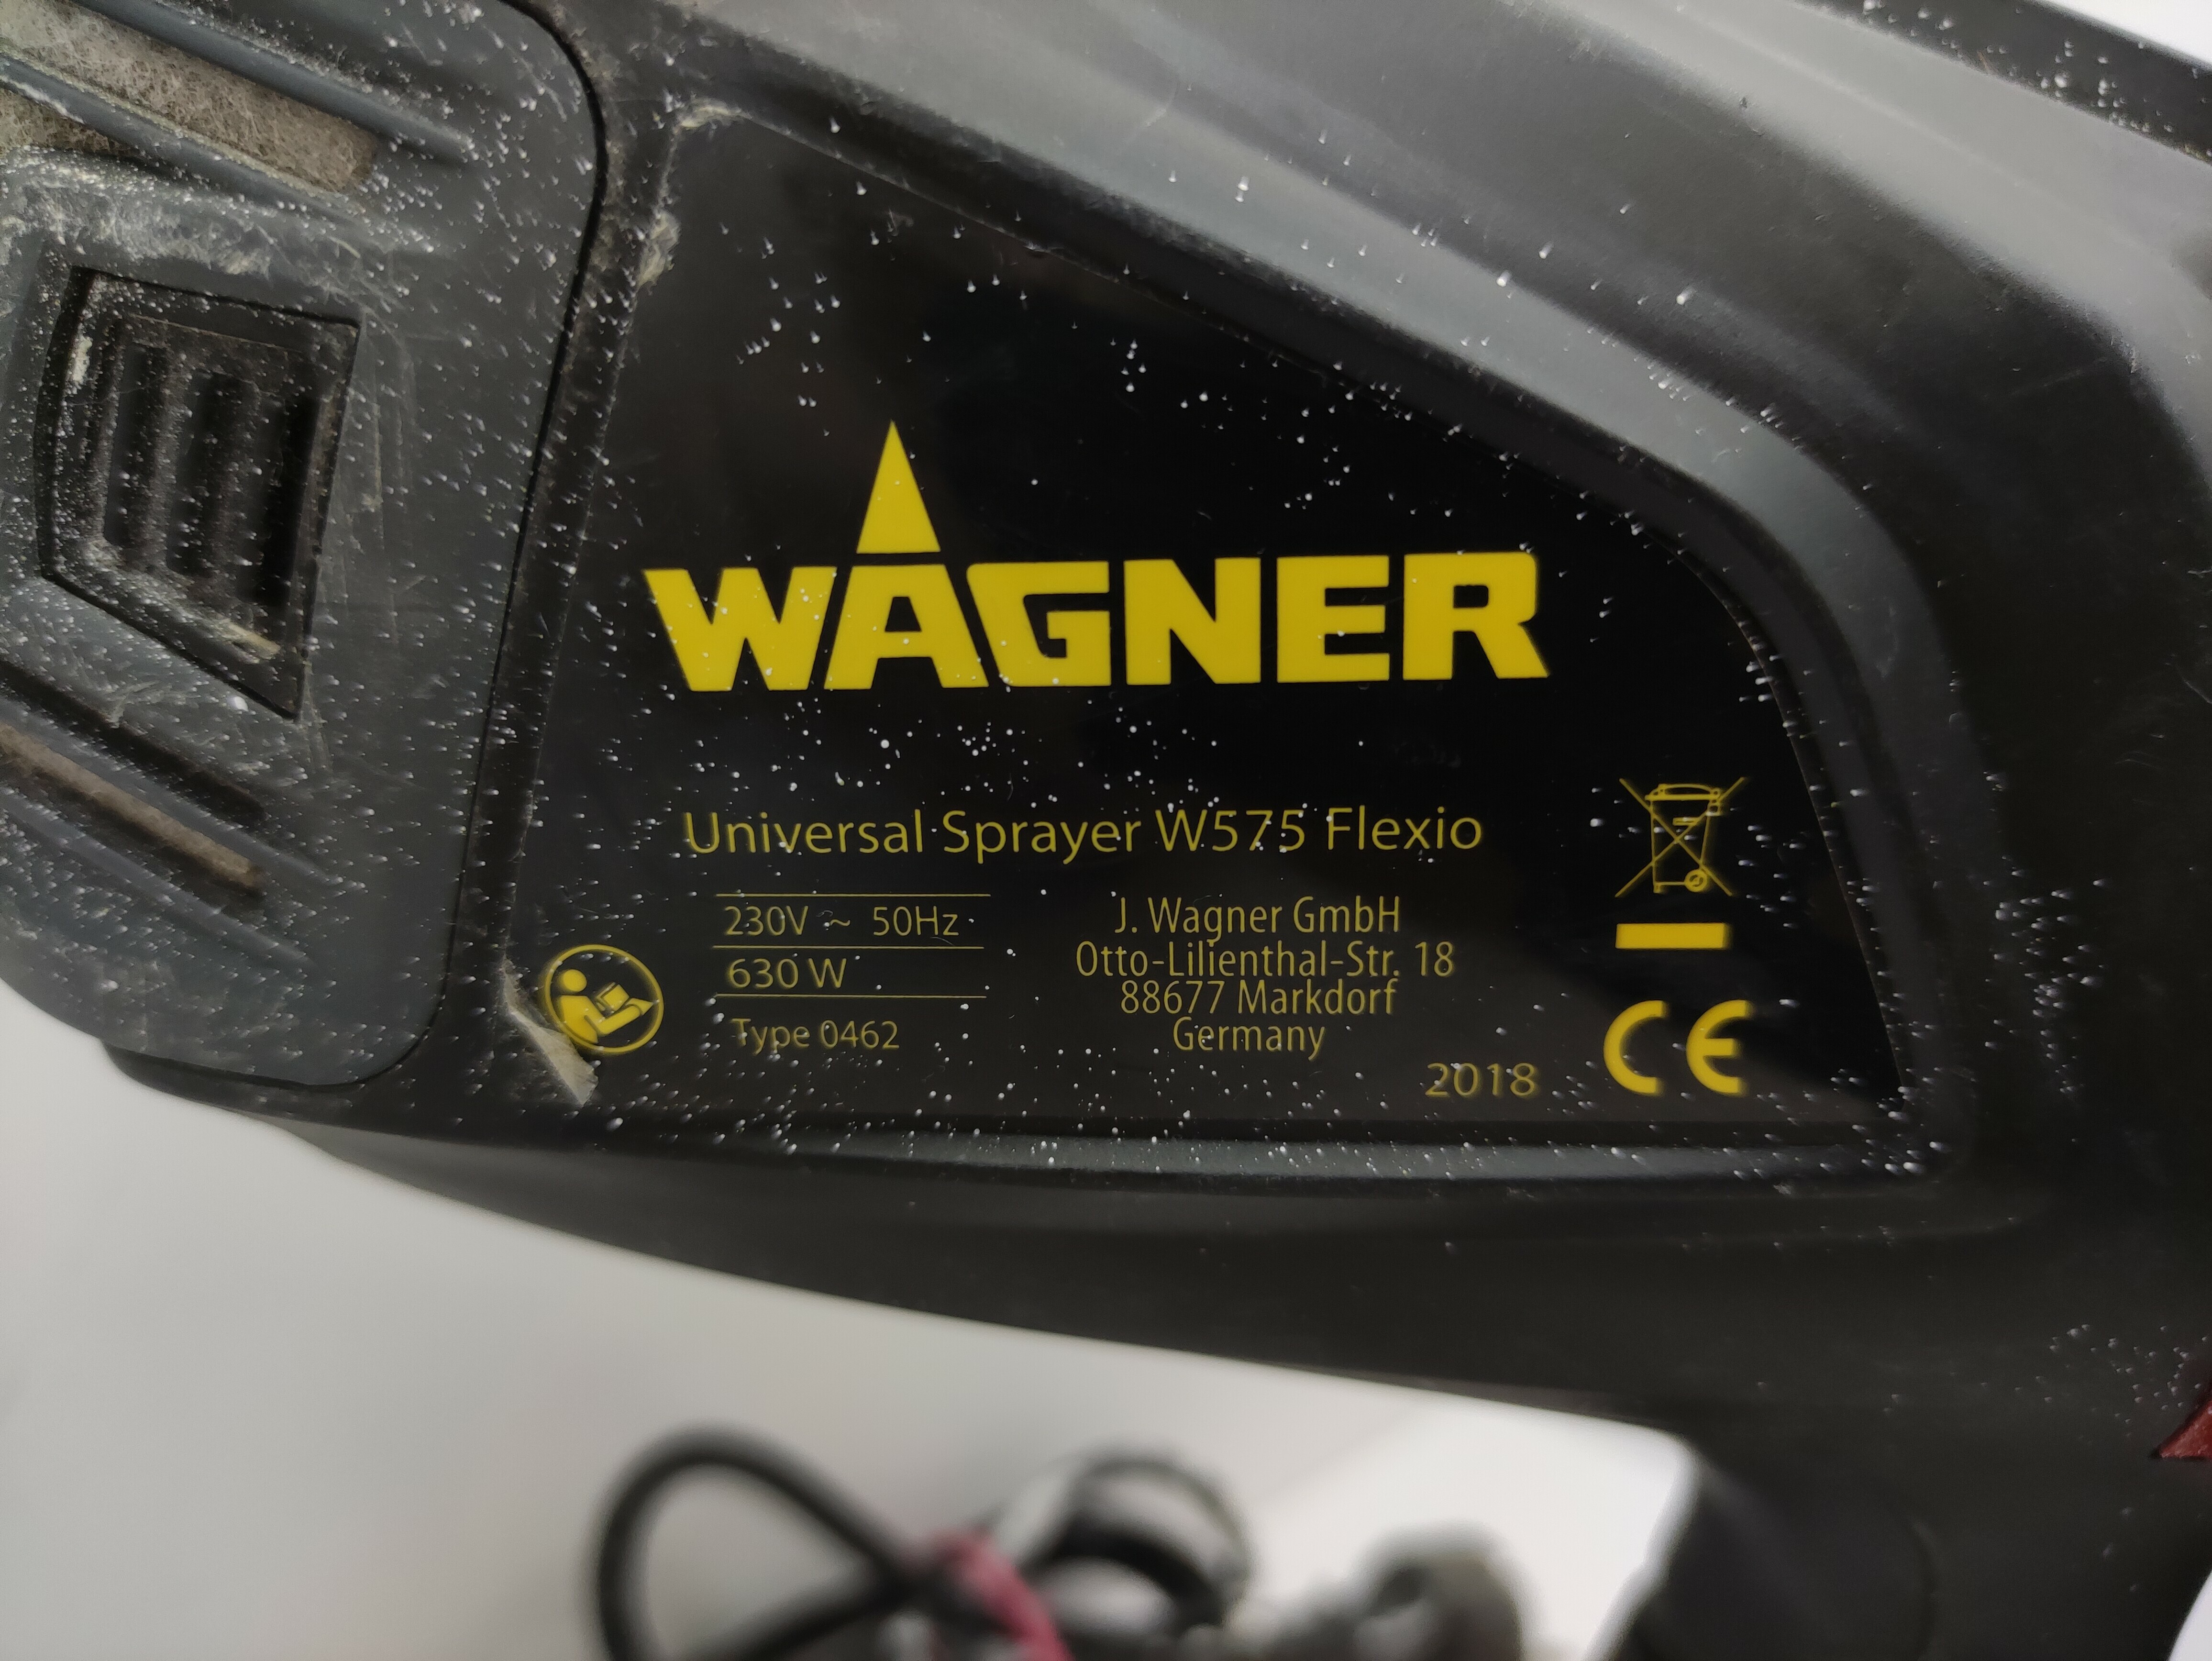 WAGNER
Universal Sprayer W575 Flexio
230V ~ 50Hz
630 W
Type 0462
J. Wagner GmbH
Otto-Lilienthal-Str. 18
88677 Markdorf
Germany
2018
CE